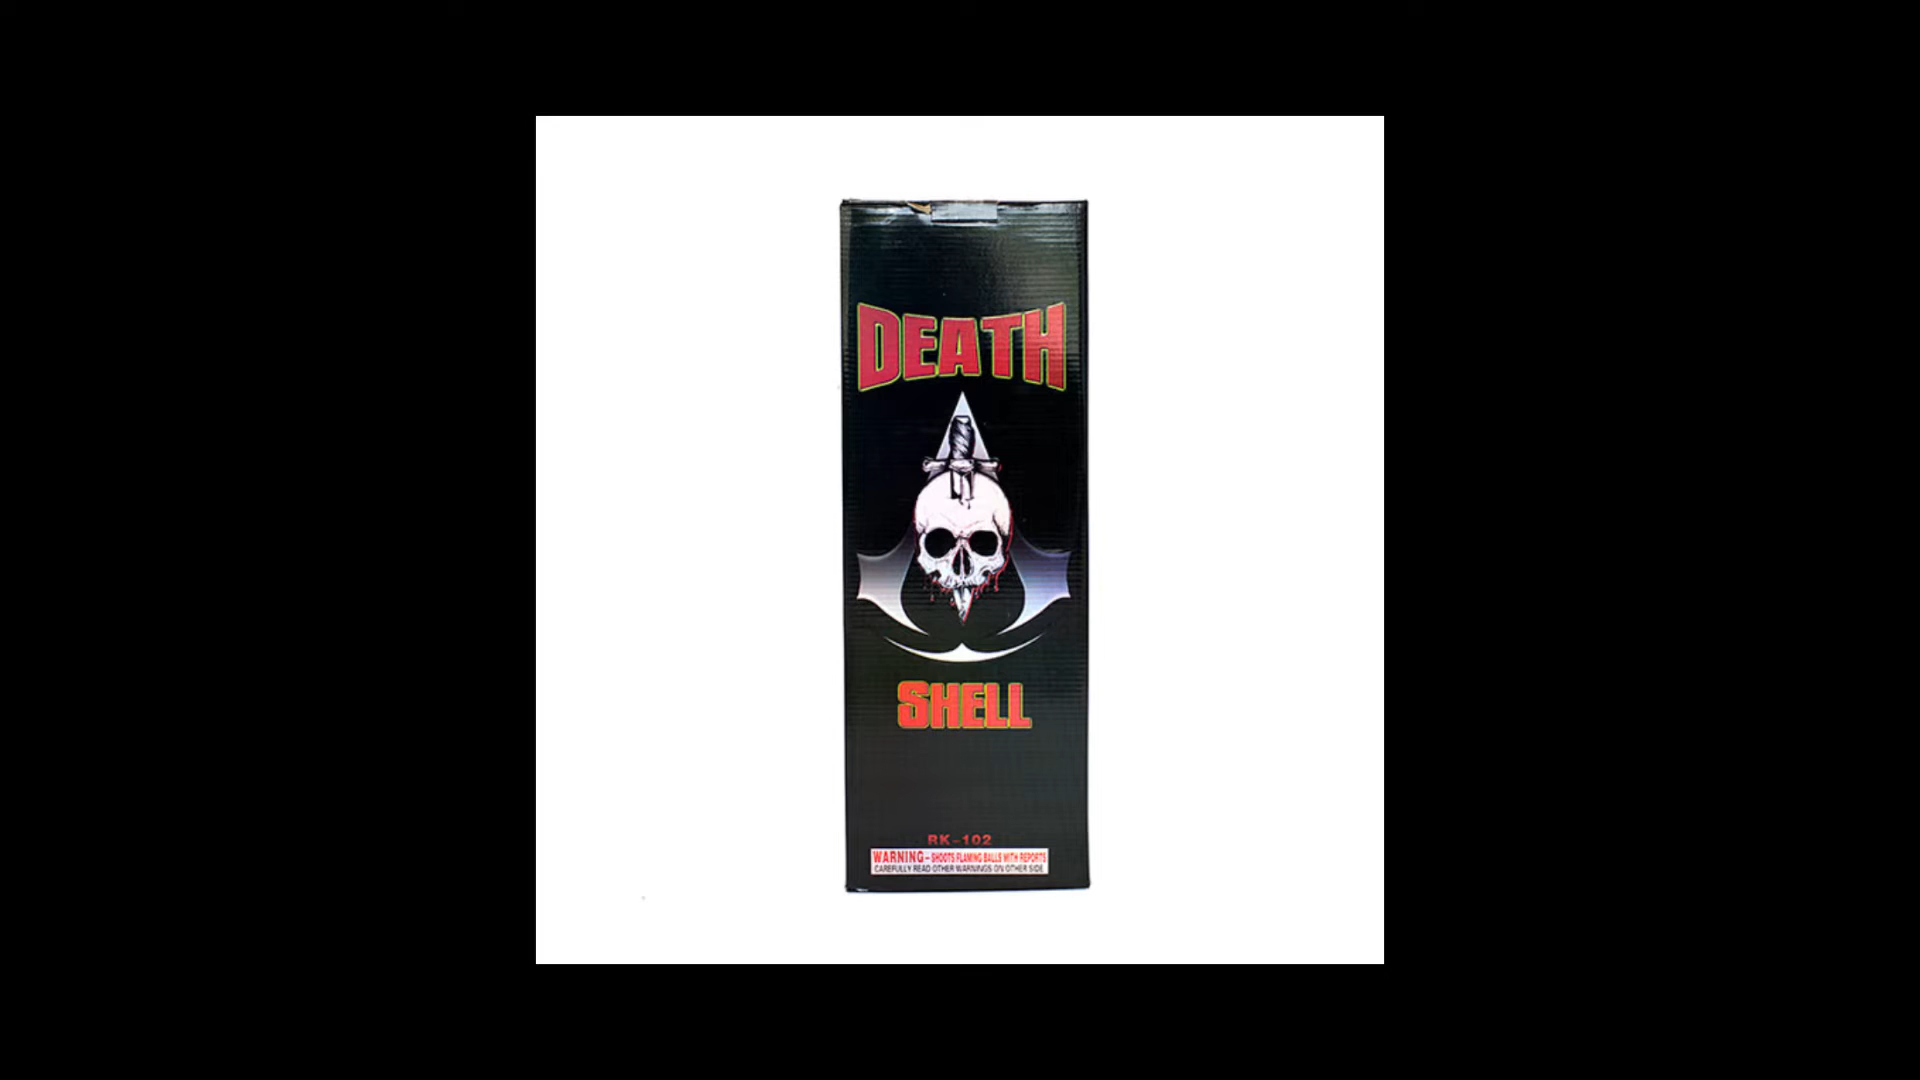 DEATH
SHELL
RK-102
WARNING - SHOOTS FLAMING BALLS WITH REPORTS
CAREFULLY READ OTHER WARNINGS ON OTHER SIDE